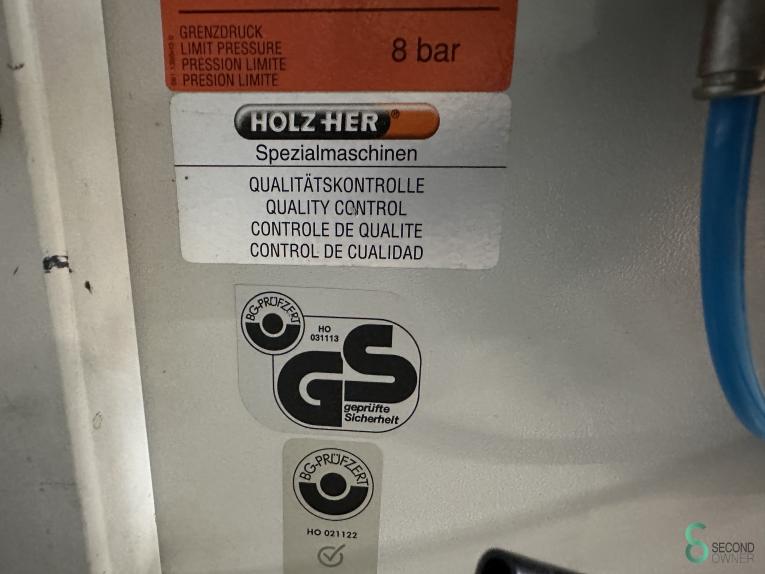 GRENZDRUCK
LIMIT PRESSURE
PRESSION LIMITE
PRESION LIMITE
8 bar
HOLZ-HER®
Spezialmaschinen
QUALITÄTSKONTROLLE
QUALITY CONTROL
CONTROLE DE QUALITE
CONTROL DE CUALIDAD
BG-PRÜFZERT
HO
031113
GS
geprüfte
Sicherheit
BG-PRÜFZERT
HO 021122
SECOND
OWNER